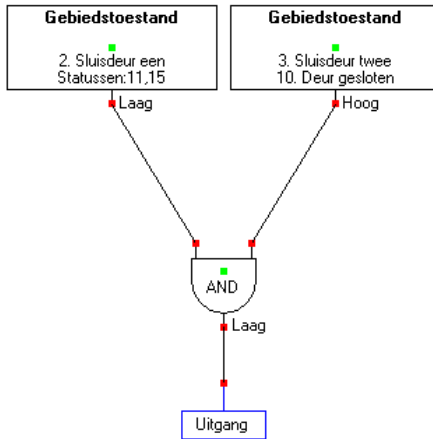 Gebiedstoestand
2. Sluisdeur een
Statussen:11,15
Laag
Gebiedstoestand
3. Sluisdeur twee
10. Deur gesloten
Hoog
AND
Laag
Uitgang